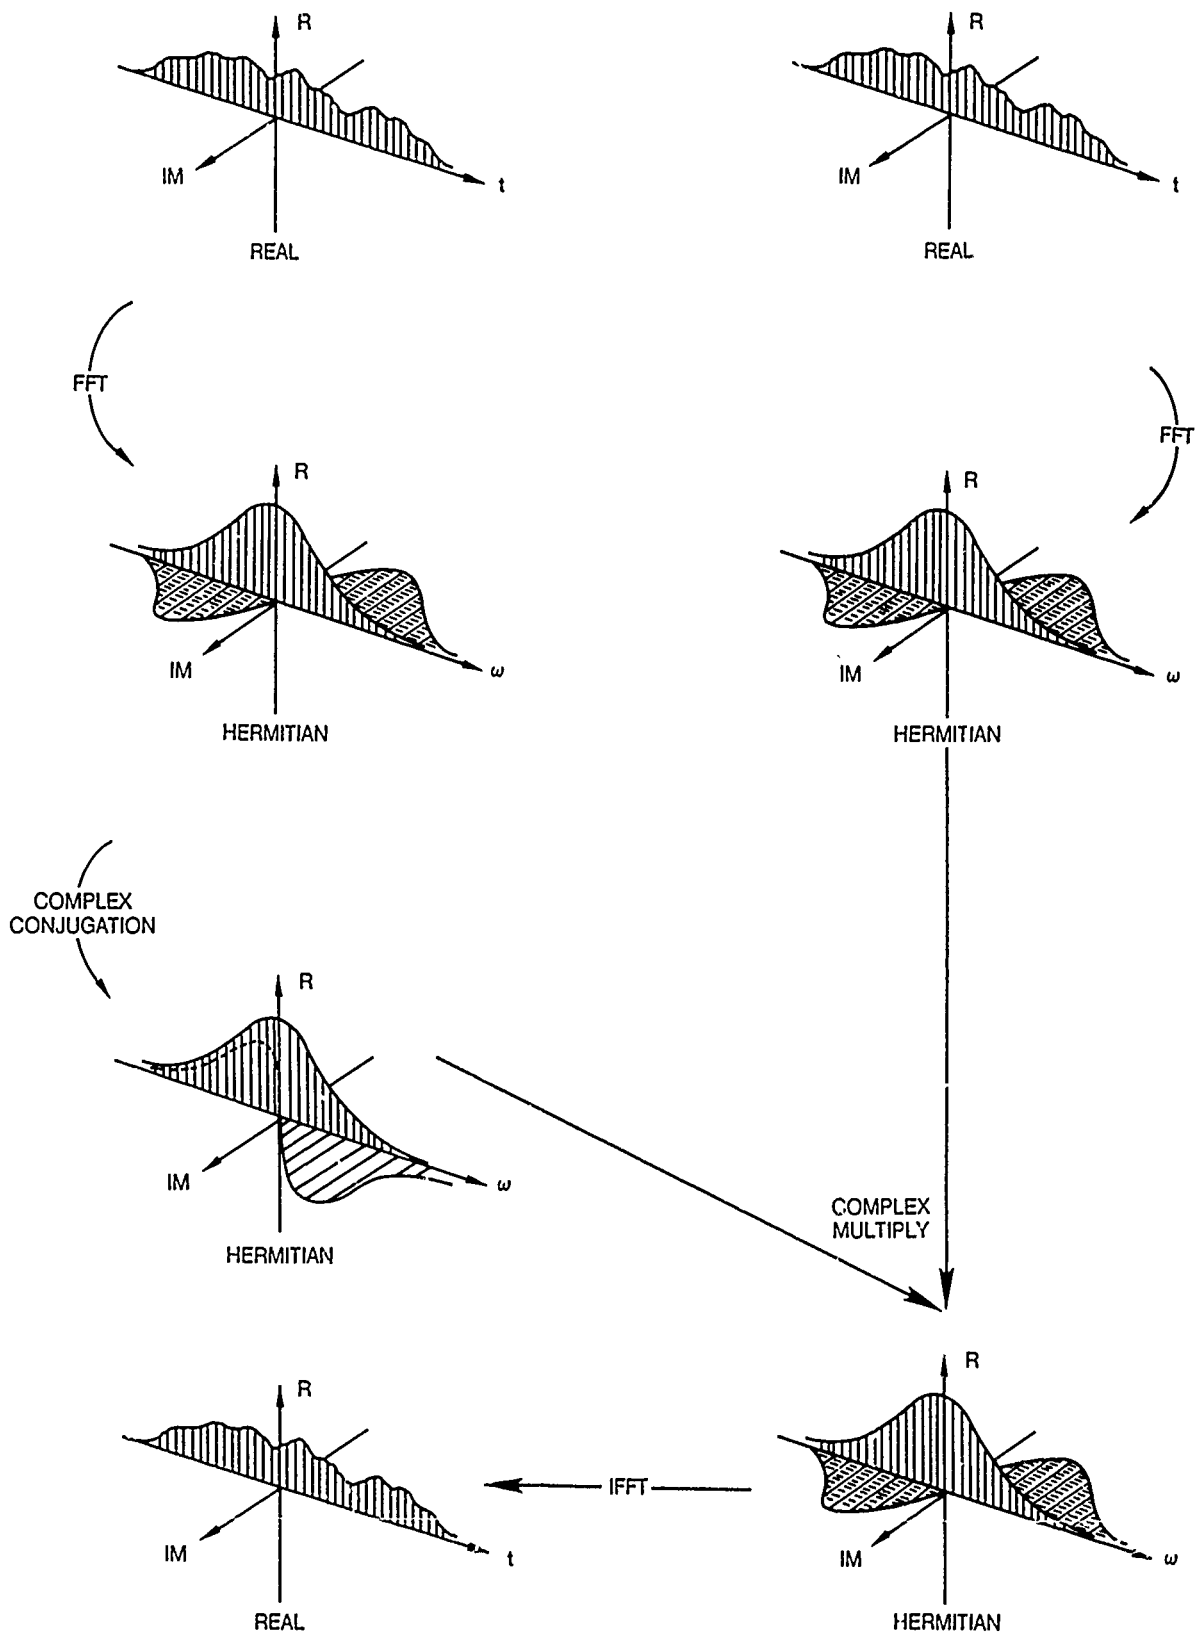 R
R
IM
t
IM
t
REAL
REAL
FFT
FFT
R
R
IM
ω
IM
ω
HERMITIAN
HERMITIAN
COMPLEX
CONJUGATION
R
IM
ω
HERMITIAN
COMPLEX
MULTIPLY
R
R
IFFT
IM
t
IM
ω
REAL
HERMITIAN